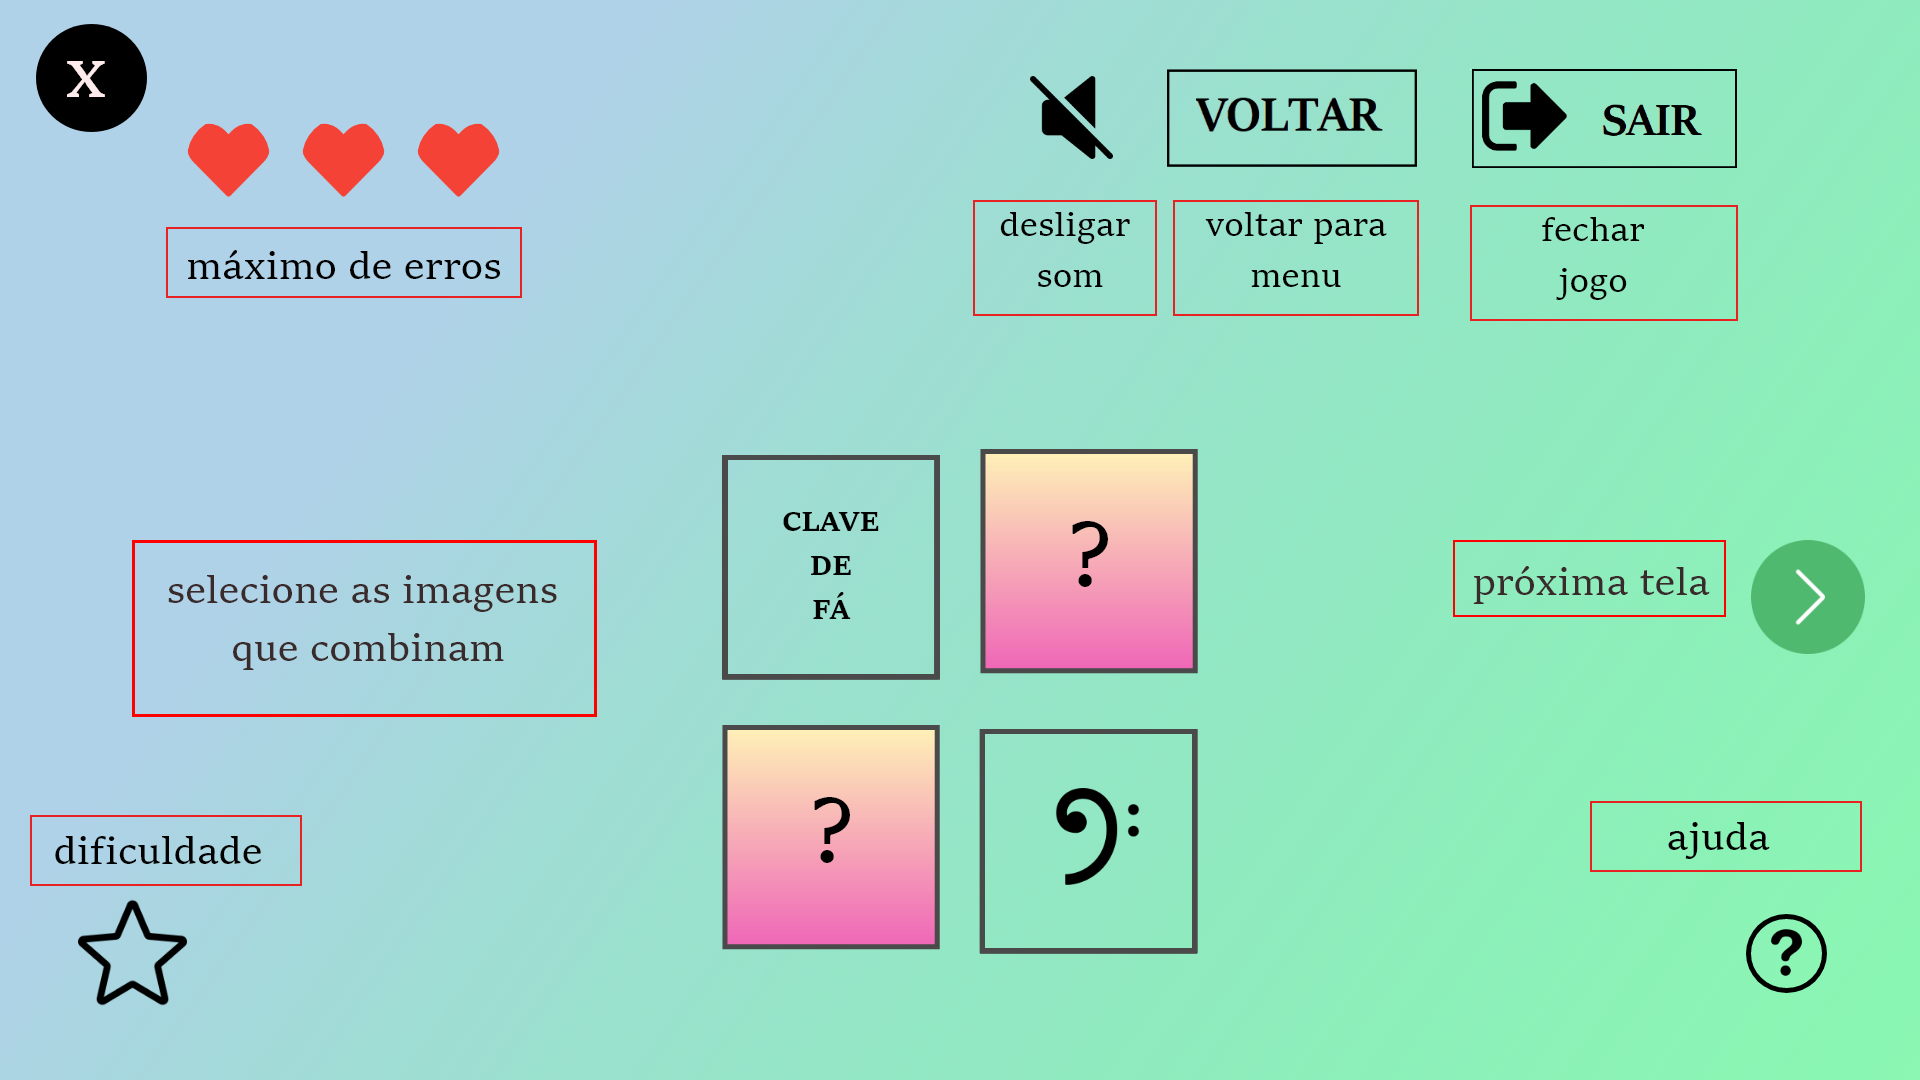 X
VOLTAR
SAIR
máximo de erros
desligar
som
voltar para
menu
fechar
jogo
CLAVE
DE
FÁ
?
selecione as imagens
que combinam
próxima tela
?
dificuldade
ajuda
?